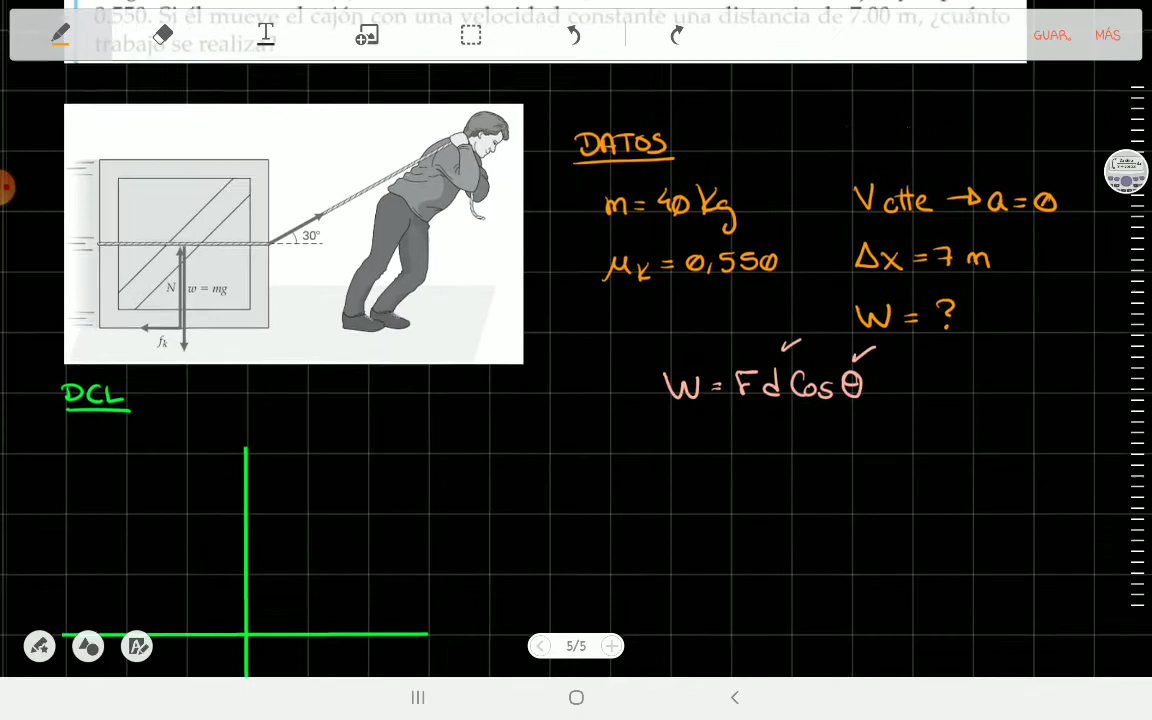 0.550. Si él mueve el cajón con una velocidad constante una distancia de 7.00 m, ¿cuánto
trabajo se realiza?
T
GUAR.
MÁS
30°
N w = mg
fk
DATOS
m = 40 kg
V ctte → a = 0
μk = 0,550
Δx = 7 m
W = ?
W = F d Cos θ
DCL
5/5